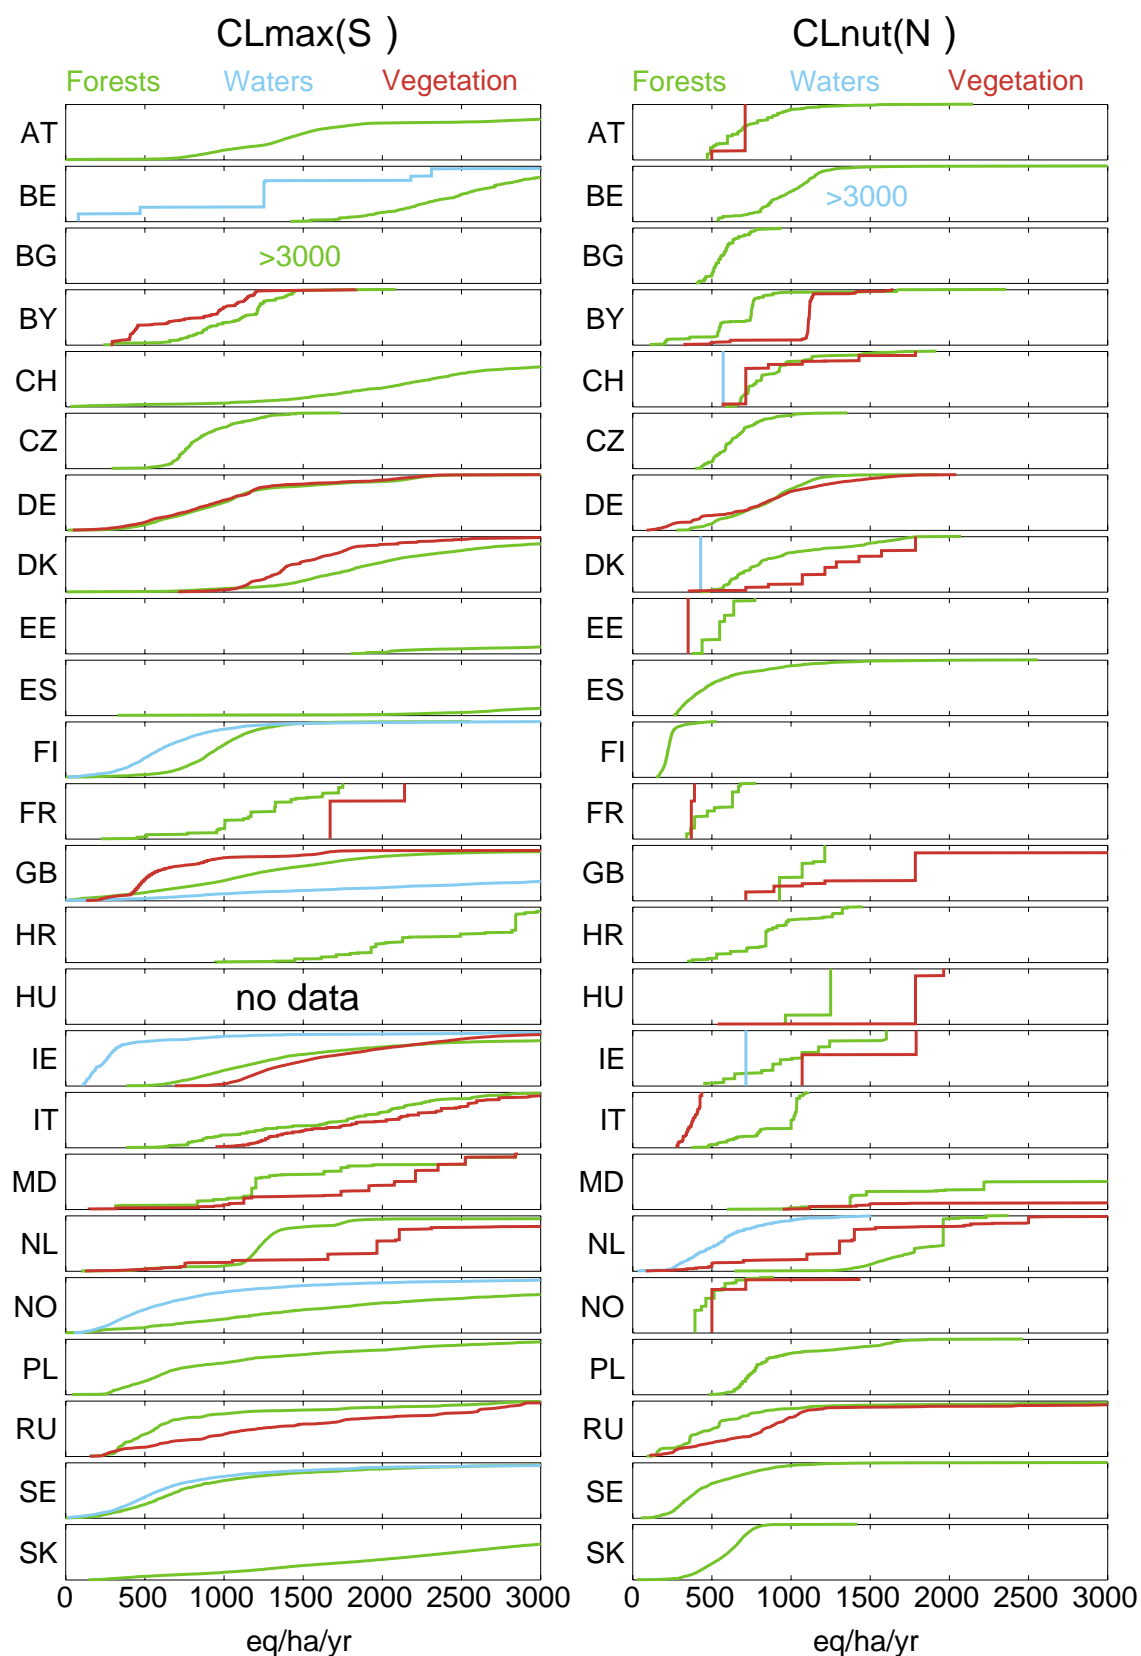 CLmax(S ) CLnut(N )
Forests Waters Vegetation Forests Waters Vegetation
AT AT
BE BE >3000
BG >3000 BG
BY BY
CH CH
CZ CZ
DE DE
DK DK
EE EE
ES ES
FI FI
FR FR
GB GB
HR HR
HU no data HU
IE IE
IT IT
MD MD
NL NL
NO NO
PL PL
RU RU
SE SE
SK SK
0 500 1000 1500 2000 2500 3000 0 500 1000 1500 2000 2500 3000
eq/ha/yr eq/ha/yr